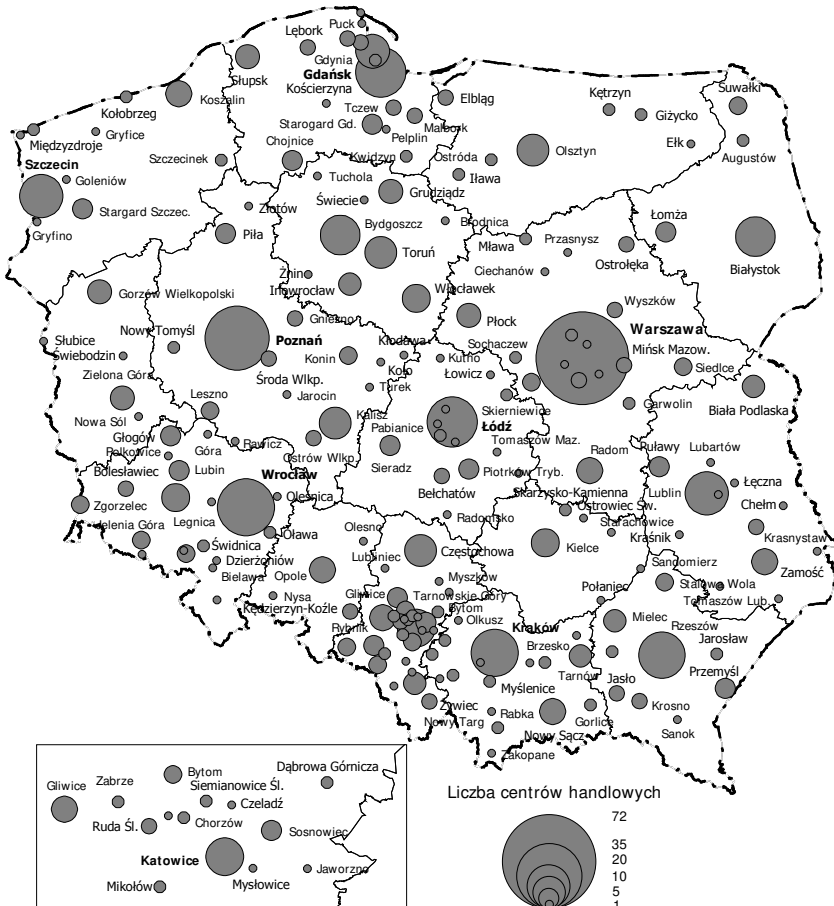 Puck
Lębork
Gdynia
Słupsk
Gdańsk
Kościerzyna
Koszalin
Kołobrzeg
Tczew
Elbląg
Kętrzyn
Suwałki
Giżycko
Starogard Gd.
Malbork
Międzyzdroje
Gryfice
Pelplin
Chojnice
Ełk
Augustów
Szczecin
Szczecinek
Kwidzyn
Ostróda
Olsztyn
Goleniów
Tuchola
Iława
Stargard Szczec.
Świecie
Grudziądz
Złotów
Gryfino
Bydgoszcz
Brodnica
Łomża
Piła
Mława
Przasnysz
Toruń
Ostrołęka
Białystok
Żnin
Ciechanów
Inowrocław
Włocławek
Gorzów Wielkopolski
Wyszków
Gniezno
Płock
Słubice
Nowy Tomyśl
Poznań
Kłodawa
Sochaczew
Warszawa
Świebodzin
Konin
Kutno
Mińsk Mazow.
Koło
Łowicz
Siedlce
Zielona Góra
Środa Wlkp.
Turek
Leszno
Jarocin
Skierniewice
Garwolin
Biała Podlaska
Nowa Sól
Kalisz
Pabianice
Łódź
Głogów
Góra
Rawicz
Ostrów Wlkp.
Tomaszów Maz.
Polkowice
Sieradz
Radom
Puławy
Lubartów
Bolesławiec
Lubin
Wrocław
Piotrków Tryb.
Łęczna
Zgorzelec
Oleśnica
Bełchatów
Skarżysko-Kamienna
Lublin
Legnica
Radomsko
Ostrowiec Św.
Chełm
Jelenia Góra
Oława
Olesno
Starachowice
Kraśnik
Krasnystaw
Świdnica
Lubliniec
Częstochowa
Kielce
Dzierżoniów
Opole
Myszków
Sandomierz
Zamość
Bielawa
Gliwice
Tarnowskie Góry
Połaniec
Stalowa Wola
Nysa
Tomaszów Lub.
Kędzierzyn-Koźle
Bytom
Olkusz
Mielec
Rybnik
Kraków
Rzeszów
Brzesko
Jarosław
Tarnów
Jasło
Przemyśl
Myślenice
Żywiec
Rabka
Krosno
Nowy Targ
Gorlice
Nowy Sącz
Sanok
Zakopane
Liczba centrów handlowych
72
35
20
10
5
1
Dąbrowa Górnicza
Bytom
Zabrze
Gliwice
Siemianowice Śl.
Czeladź
Chorzów
Ruda Śl.
Sosnowiec
Katowice
Jaworzno
Mysłowice
Mikołów